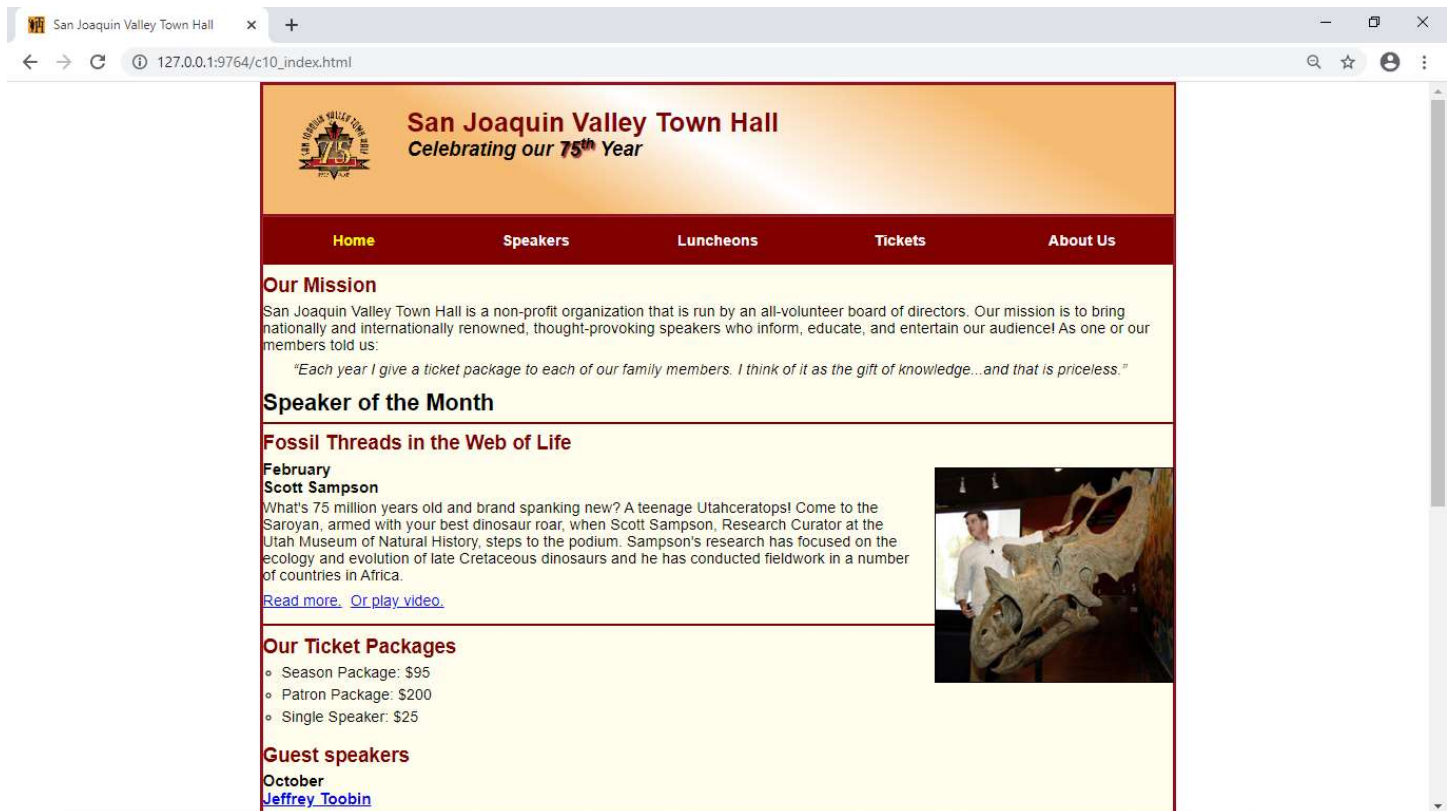 San Joaquin Valley Town Hall
127.0.0.1:9764/c10_index.html
SAN JOAQUIN VALLEY TOWN HALL
75
San Joaquin Valley Town Hall
Celebrating our 75th Year
Home Speakers Luncheons Tickets About Us
Our Mission
San Joaquin Valley Town Hall is a non-profit organization that is run by an all-volunteer board of directors. Our mission is to bring
nationally and internationally renowned, thought-provoking speakers who inform, educate, and entertain our audience! As one or our
members told us:
“Each year I give a ticket package to each of our family members. I think of it as the gift of knowledge...and that is priceless.”
Speaker of the Month
Fossil Threads in the Web of Life
February
Scott Sampson
What's 75 million years old and brand spanking new? A teenage Utahceratops! Come to the
Saroyan, armed with your best dinosaur roar, when Scott Sampson, Research Curator at the
Utah Museum of Natural History, steps to the podium. Sampson's research has focused on the
ecology and evolution of late Cretaceous dinosaurs and he has conducted fieldwork in a number
of countries in Africa.
Read more. Or play video.
Our Ticket Packages
Season Package: $95
Patron Package: $200
Single Speaker: $25
Guest speakers
October
Jeffrey Toobin